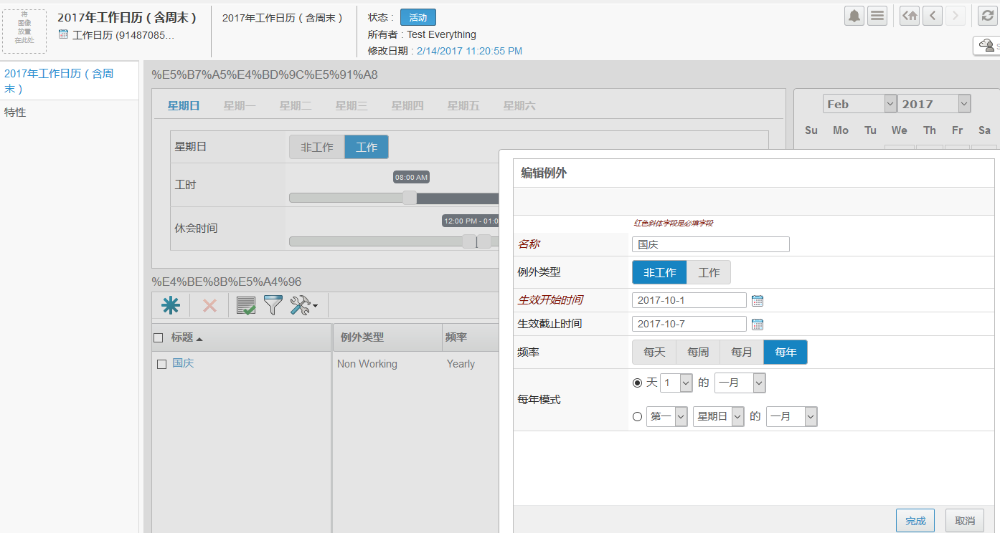 将
图像
放置
在此处
2017年工作日历（含周末）
工作日历 (91487085...
2017年工作日历（含周末）
状态 : 活动
所有者 : Test Everything
修改日期 : 2/14/2017 11:20:55 PM
S
2017年工作日历（含周
末）
特性
%E5%B7%A5%E4%BD%9C%E5%91%A8
星期日 星期一 星期二 星期三 星期四 星期五 星期六
星期日 非工作 工作
工时 08:00 AM
休会时间 12:00 PM - 01:0
Feb 2017
Su Mo Tu We Th Fr Sa
%E4%BE%8B%E5%A4%96
标题 例外类型 频率
国庆 Non Working Yearly
编辑例外
红色斜体字段是必填字段
名称 国庆
例外类型 非工作 工作
生效开始时间 2017-10-1
生效截止时间 2017-10-7
频率 每天 每周 每月 每年
每年模式
天 1 的 一月
第一 星期日 的 一月
完成 取消